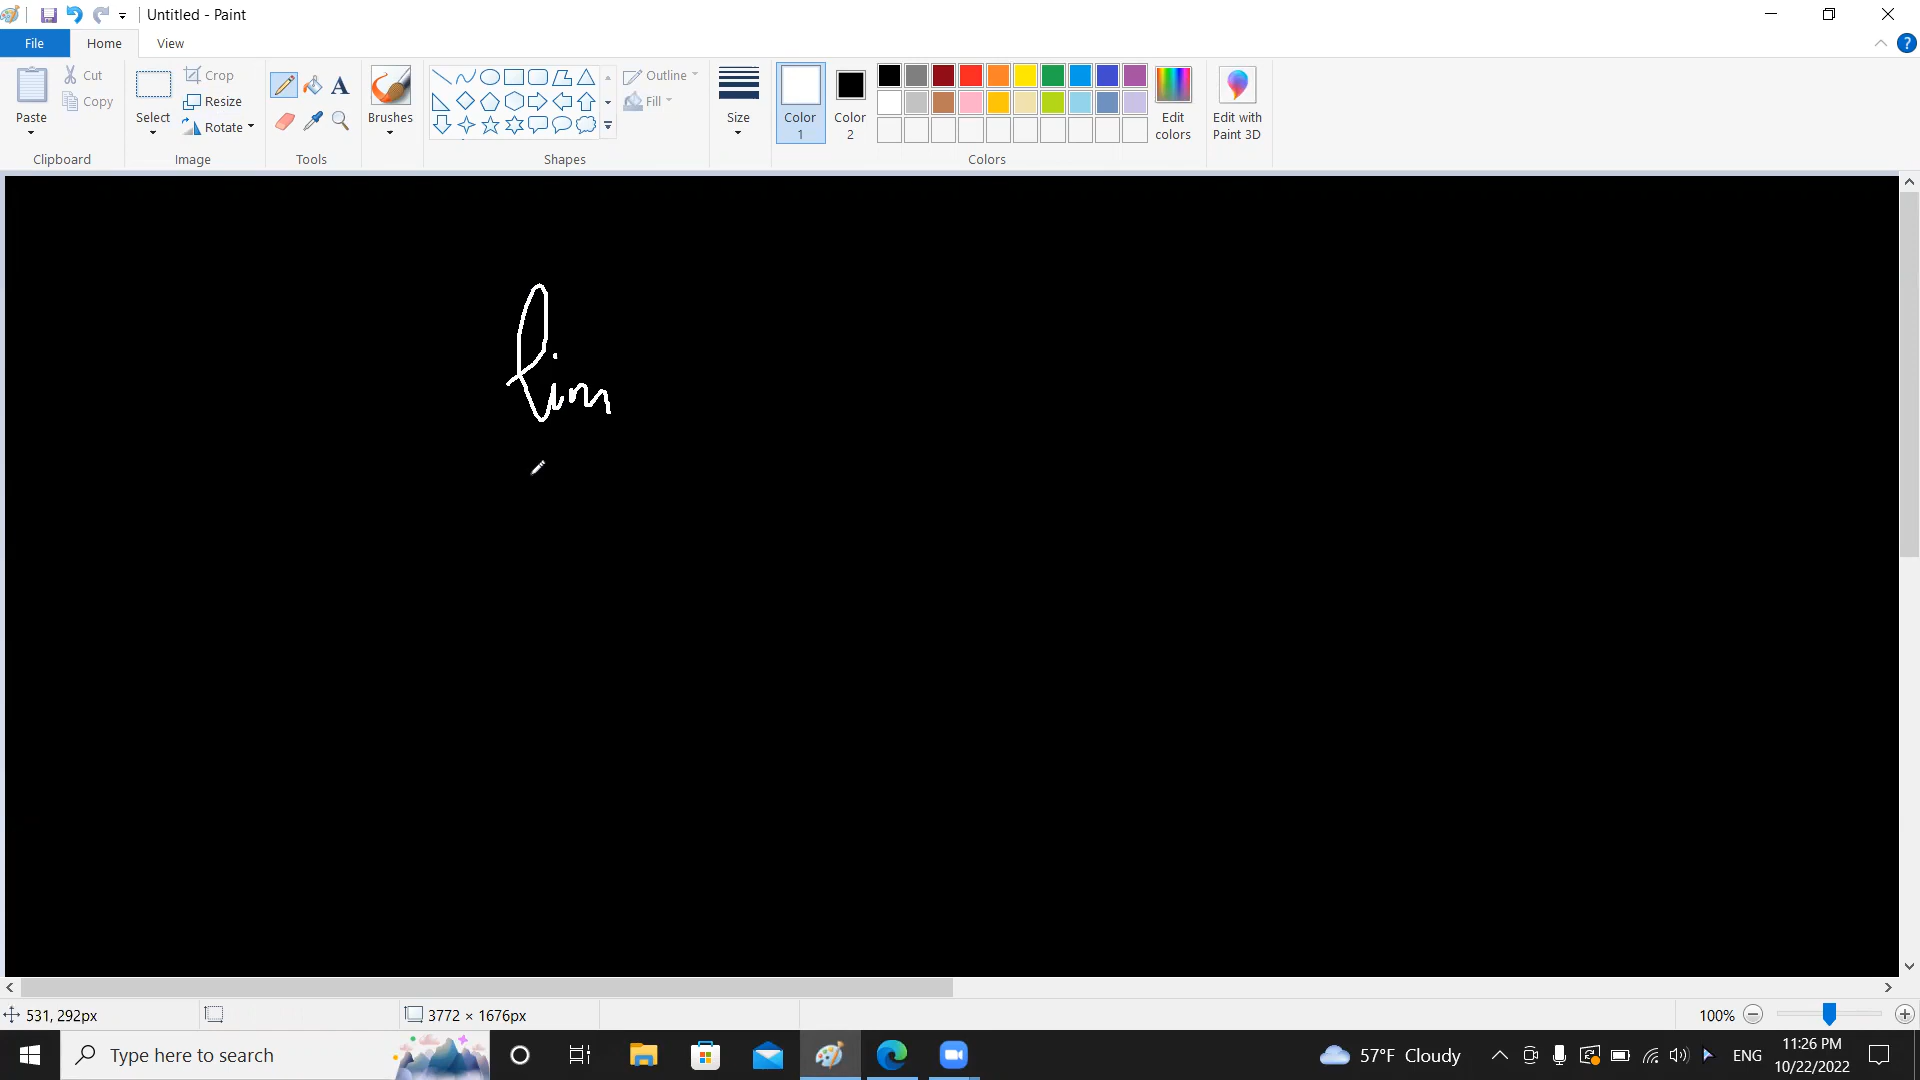 Untitled - Paint
File Home View
Paste Cut Copy Clipboard
Select Crop Resize Rotate Image
Tools
Brushes
Shapes Outline Fill
Size
Color 1 Color 2 Edit colors Colors
Edit with Paint 3D
lim
531, 292px 3772 × 1676px 100%
Type here to search 57°F Cloudy ENG 11:26 PM
10/22/2022